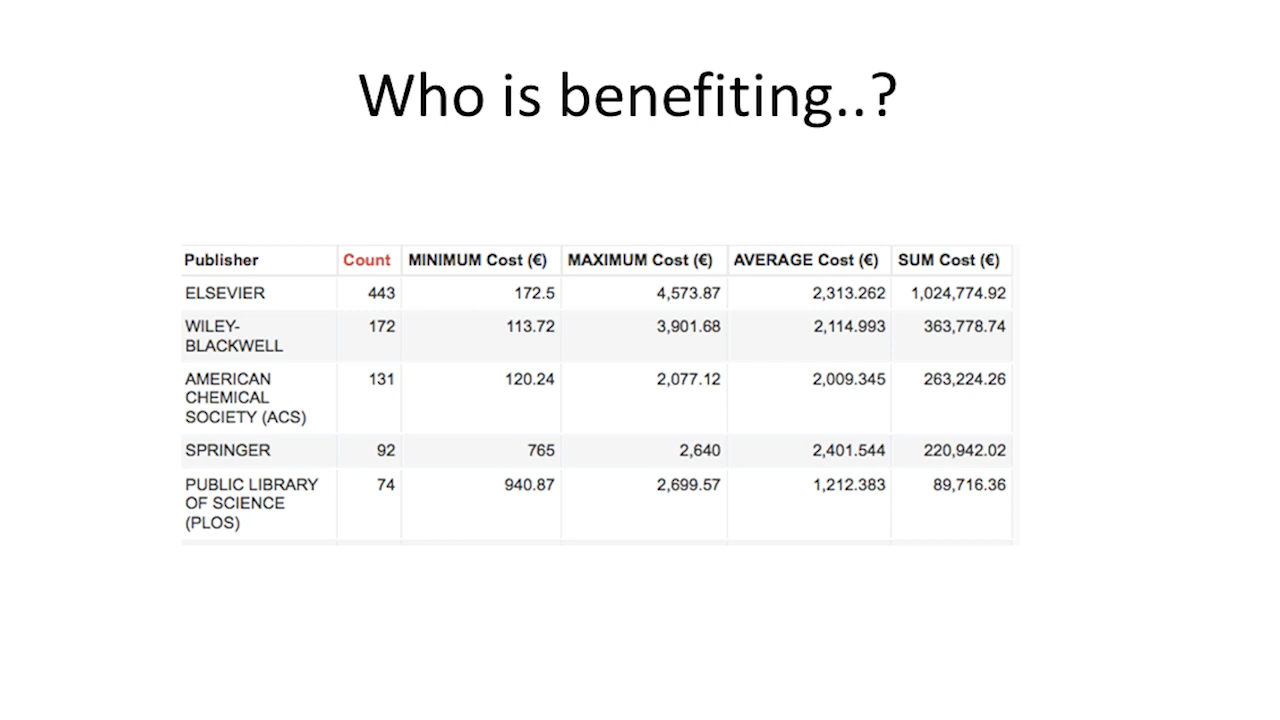 Who is benefiting..?
Publisher Count MINIMUM Cost (€) MAXIMUM Cost (€) AVERAGE Cost (€) SUM Cost (€)
ELSEVIER 443 172.5 4,573.87 2,313.262 1,024,774.92
WILEY- 172 113.72 3,901.68 2,114.993 363,778.74
BLACKWELL
AMERICAN 131 120.24 2,077.12 2,009.345 263,224.26
CHEMICAL
SOCIETY (ACS)
SPRINGER 92 765 2,640 2,401.544 220,942.02
PUBLIC LIBRARY 74 940.87 2,699.57 1,212.383 89,716.36
OF SCIENCE
(PLOS)